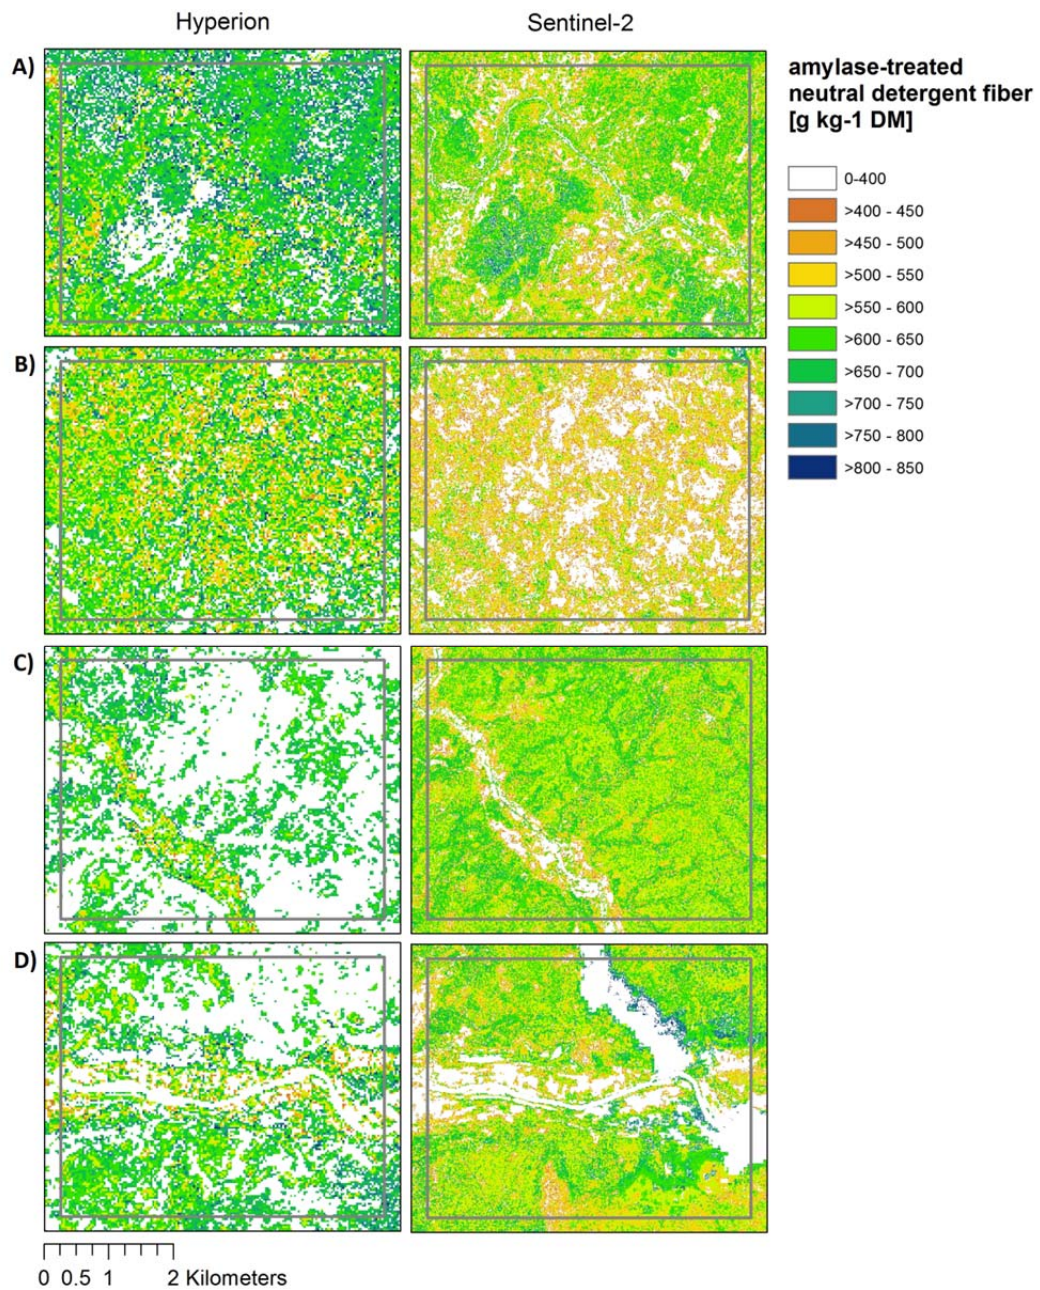 Hyperion
Sentinel-2
A)
amylase-treated
neutral detergent fiber
[g kg-1 DM]
0-400
>400 - 450
>450 - 500
>500 - 550
>550 - 600
>600 - 650
>650 - 700
>700 - 750
>750 - 800
>800 - 850
B)
C)
D)
0 0.5 1 2 Kilometers